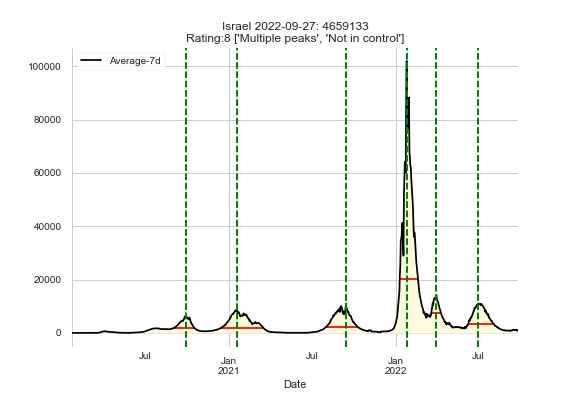 Israel 2022-09-27: 4659133
Rating:8 ['Multiple peaks', 'Not in control']
Average-7d
100000
80000
60000
40000
20000
0
Jul
Jan
2021
Jul
Jan
2022
Jul
Date